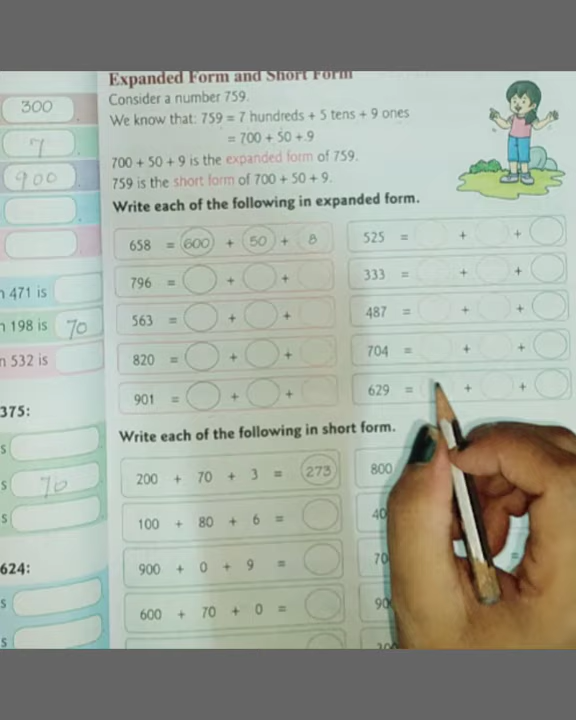 300
7
900
n 471 is
n 198 is 70
n 532 is
375:
s
s 70
s
624:
s
s
Expanded Form and Short Form
Consider a number 759.
We know that: 759 = 7 hundreds + 5 tens + 9 ones
= 700 + 50 + 9
700 + 50 + 9 is the expanded form of 759.
759 is the short form of 700 + 50 + 9.
Write each of the following in expanded form.
658 = 600 + 50 + 8
796 = + +
563 = + +
820 = + +
901 = + +
525 = + +
333 = + +
487 = + +
704 = + +
629 = + +
Write each of the following in short form.
200 + 70 + 3 = 273
100 + 80 + 6 =
900 + 0 + 9 =
600 + 70 + 0 =
800
40
70
90
=